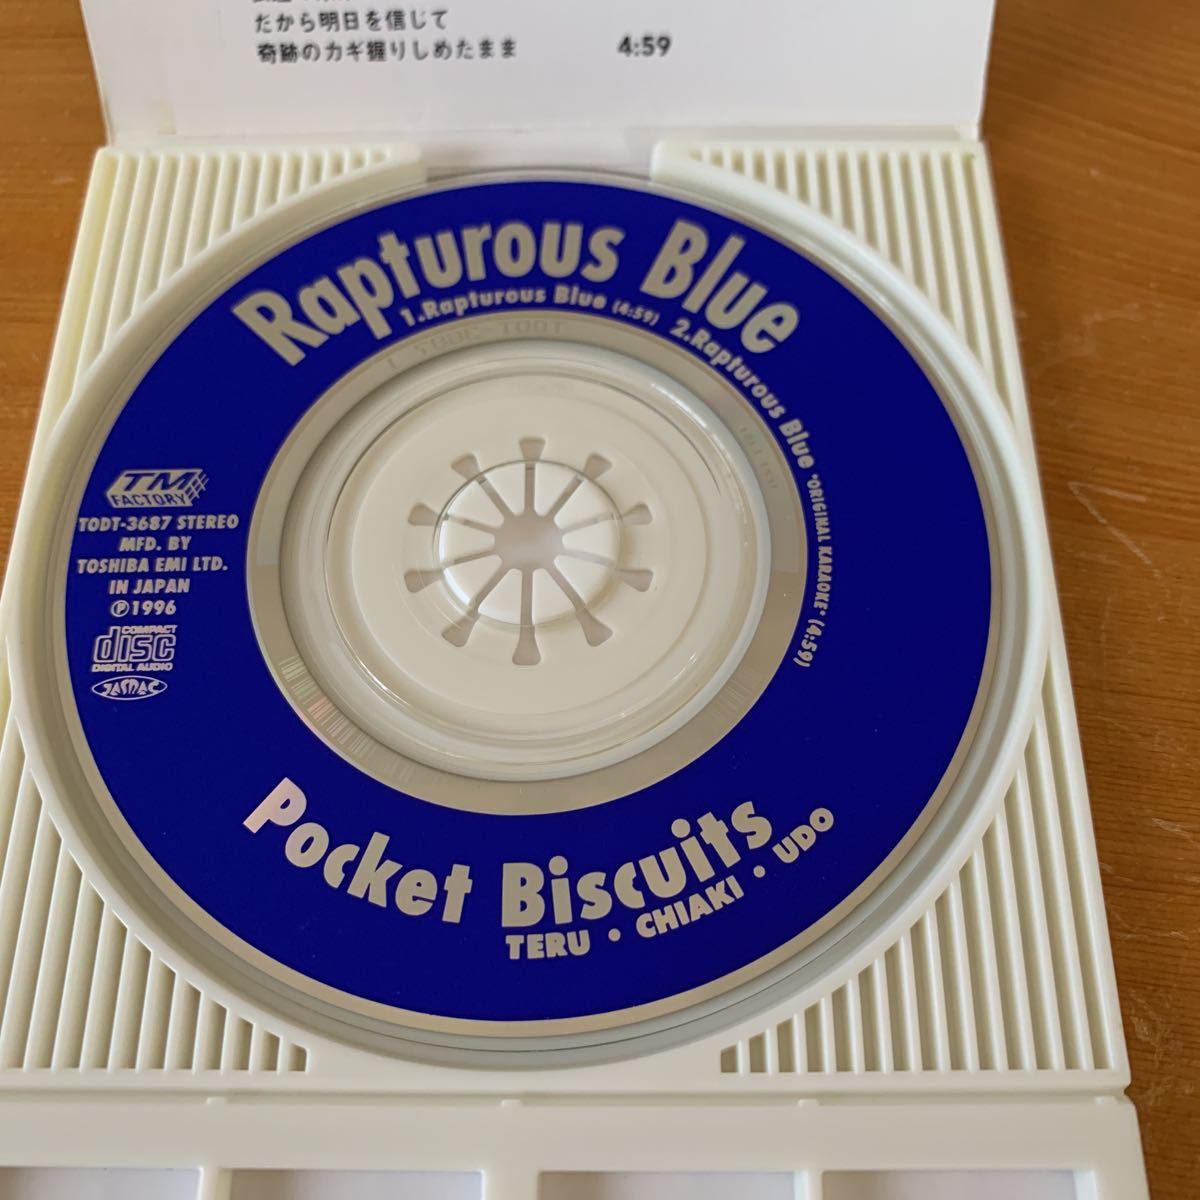 だから明日を信じて
奇跡のカギ握りしめたまま 4:59
Rapturous Blue
1.Rapturous Blue (4:59) 2.Rapturous Blue *ORIGINAL KARAOKE* (4:59)
TM
FACTORY
TODT-3687 STEREO
MFD. BY
TOSHIBA EMI LTD.
IN JAPAN
Ⓟ1996
COMPACT
disc
DIGITAL AUDIO
JASRAC
Pocket Biscuits
TERU • CHIAKI • UDO